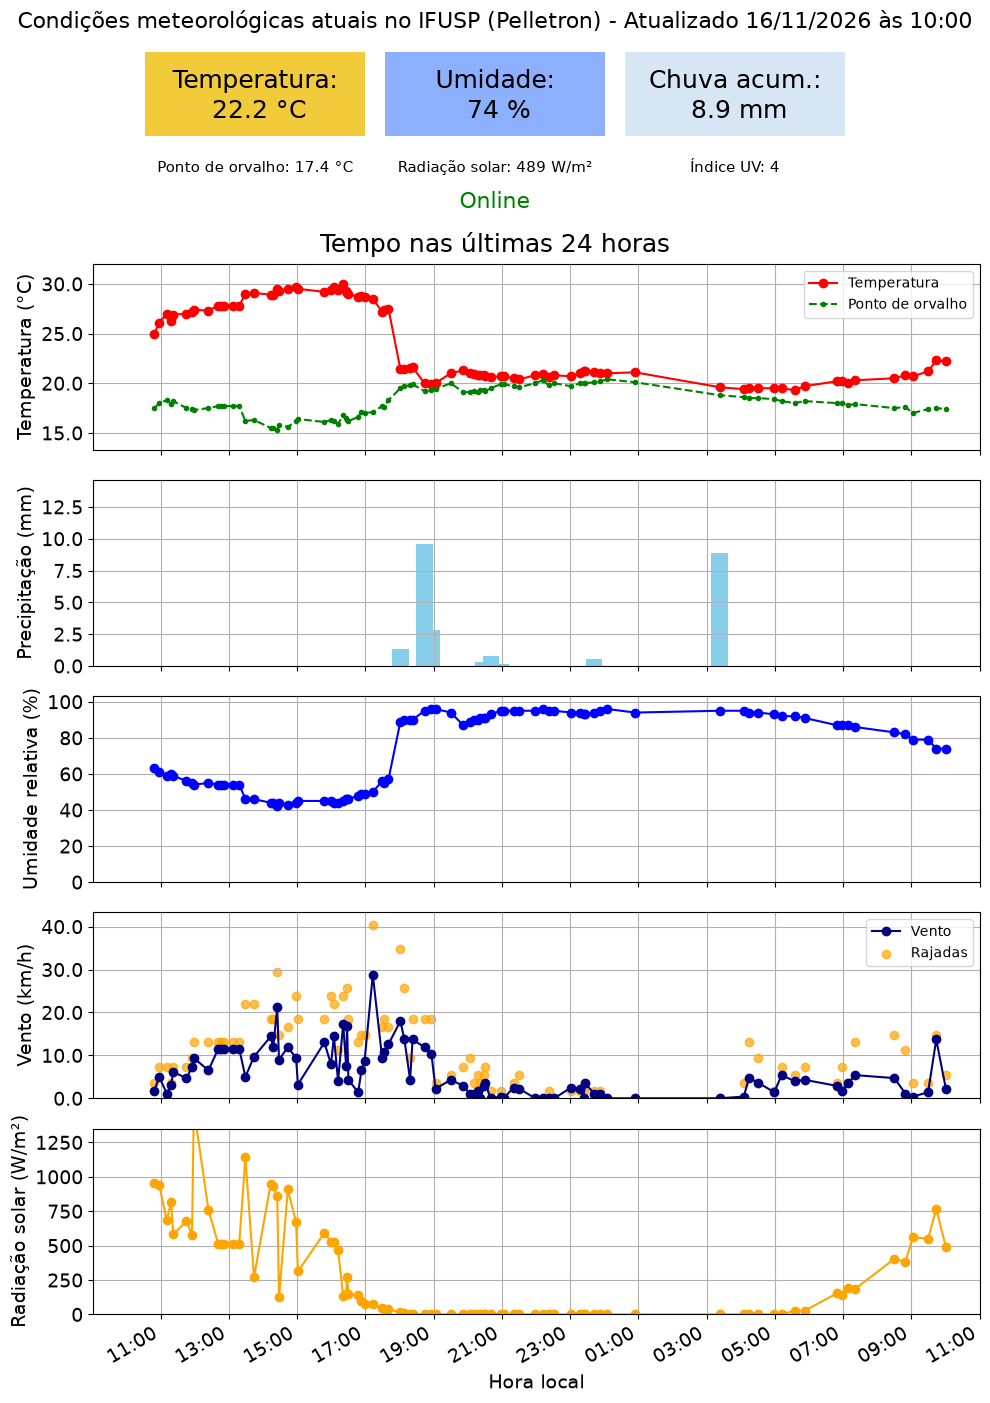 Condições meteorológicas atuais no IFUSP (Pelletron) - Atualizado 16/11/2026 às 10:00
Temperatura:
22.2 °C
Umidade:
74 %
Chuva acum.:
8.9 mm
Ponto de orvalho: 17.4 °C
Radiação solar: 489 W/m²
Índice UV: 4
Online
Tempo nas últimas 24 horas
Temperatura (°C)
30.0
25.0
20.0
15.0
Temperatura
Ponto de orvalho
Precipitação (mm)
12.5
10.0
7.5
5.0
2.5
0.0
Umidade relativa (%)
100
80
60
40
20
0
Vento (km/h)
40.0
30.0
20.0
10.0
0.0
Vento
Rajadas
Radiação solar (W/m²)
1250
1000
750
500
250
0
11:00
13:00
15:00
17:00
19:00
21:00
23:00
01:00
03:00
05:00
07:00
09:00
11:00
Hora local